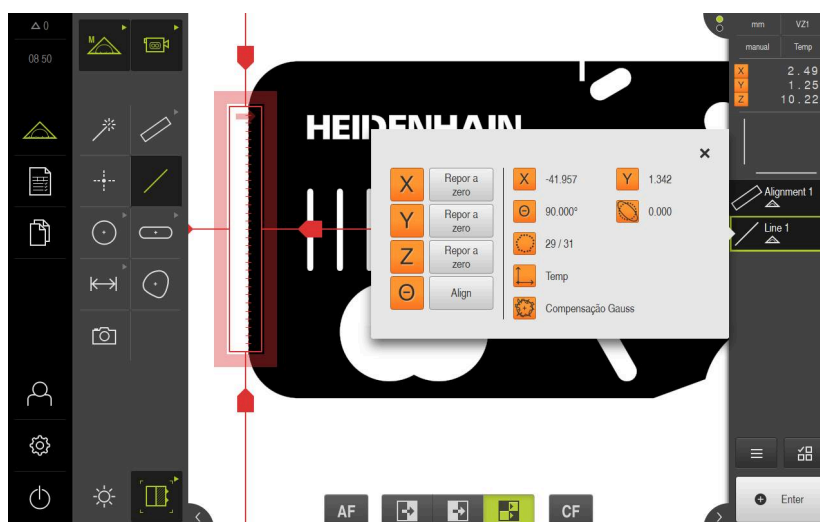 0
08 50
M
HEIDENHAIN
X
Repor a
zero
Y
Repor a
zero
Z
Repor a
zero
Θ
Align
X -41.957
Y 1.342
Θ 90.000°
0.000
29 / 31
Temp
Compensação Gauss
mm VZ1
manual Temp
X 2.49
Y 1.25
Z 10.22
Alignment 1
Line 1
AF
CF
Enter